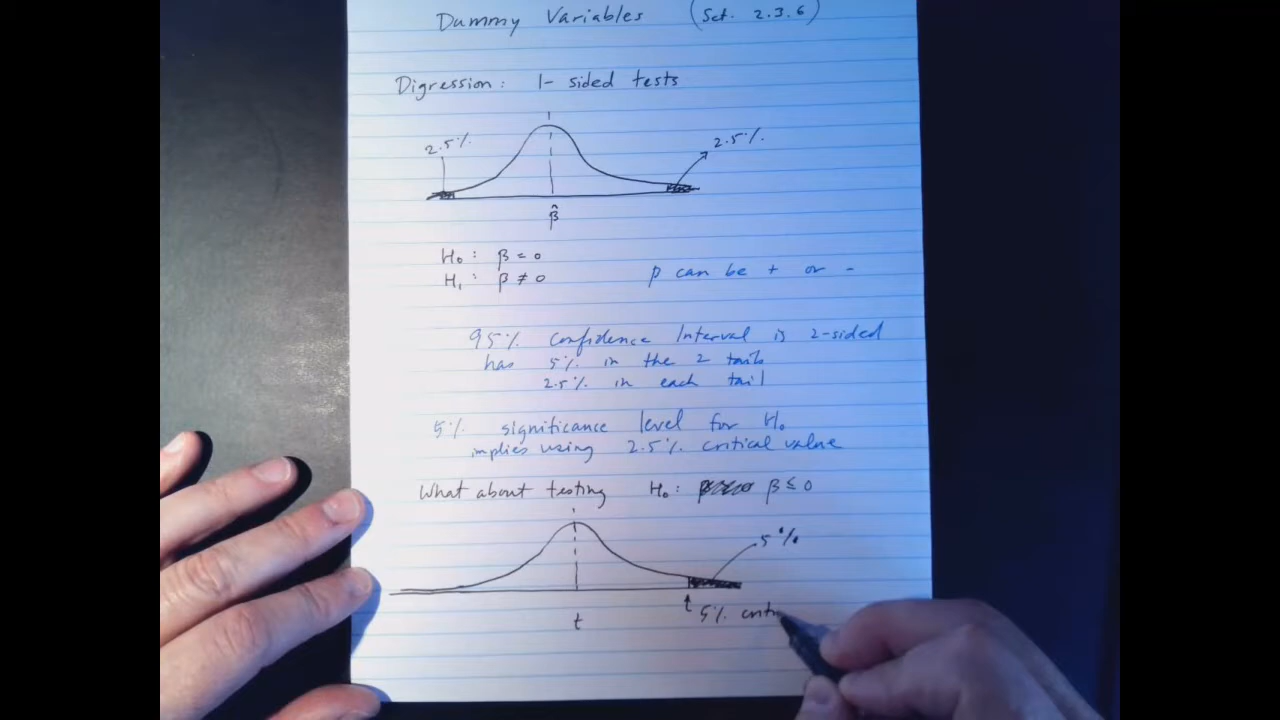 Dummy Variables (Sct. 2.3.6)
Digression: 1- sided tests
2.5% 2.5%
β̂
H₀: β = 0
H₁: β ≠ 0 β can be + or -
95% confidence Interval is 2-sided
has 5% in the 2 tails
2.5% in each tail
5% significance level for H₀
implies using 2.5% critical value
What about testing H₀: β ≤ 0
5%
t
5% criti